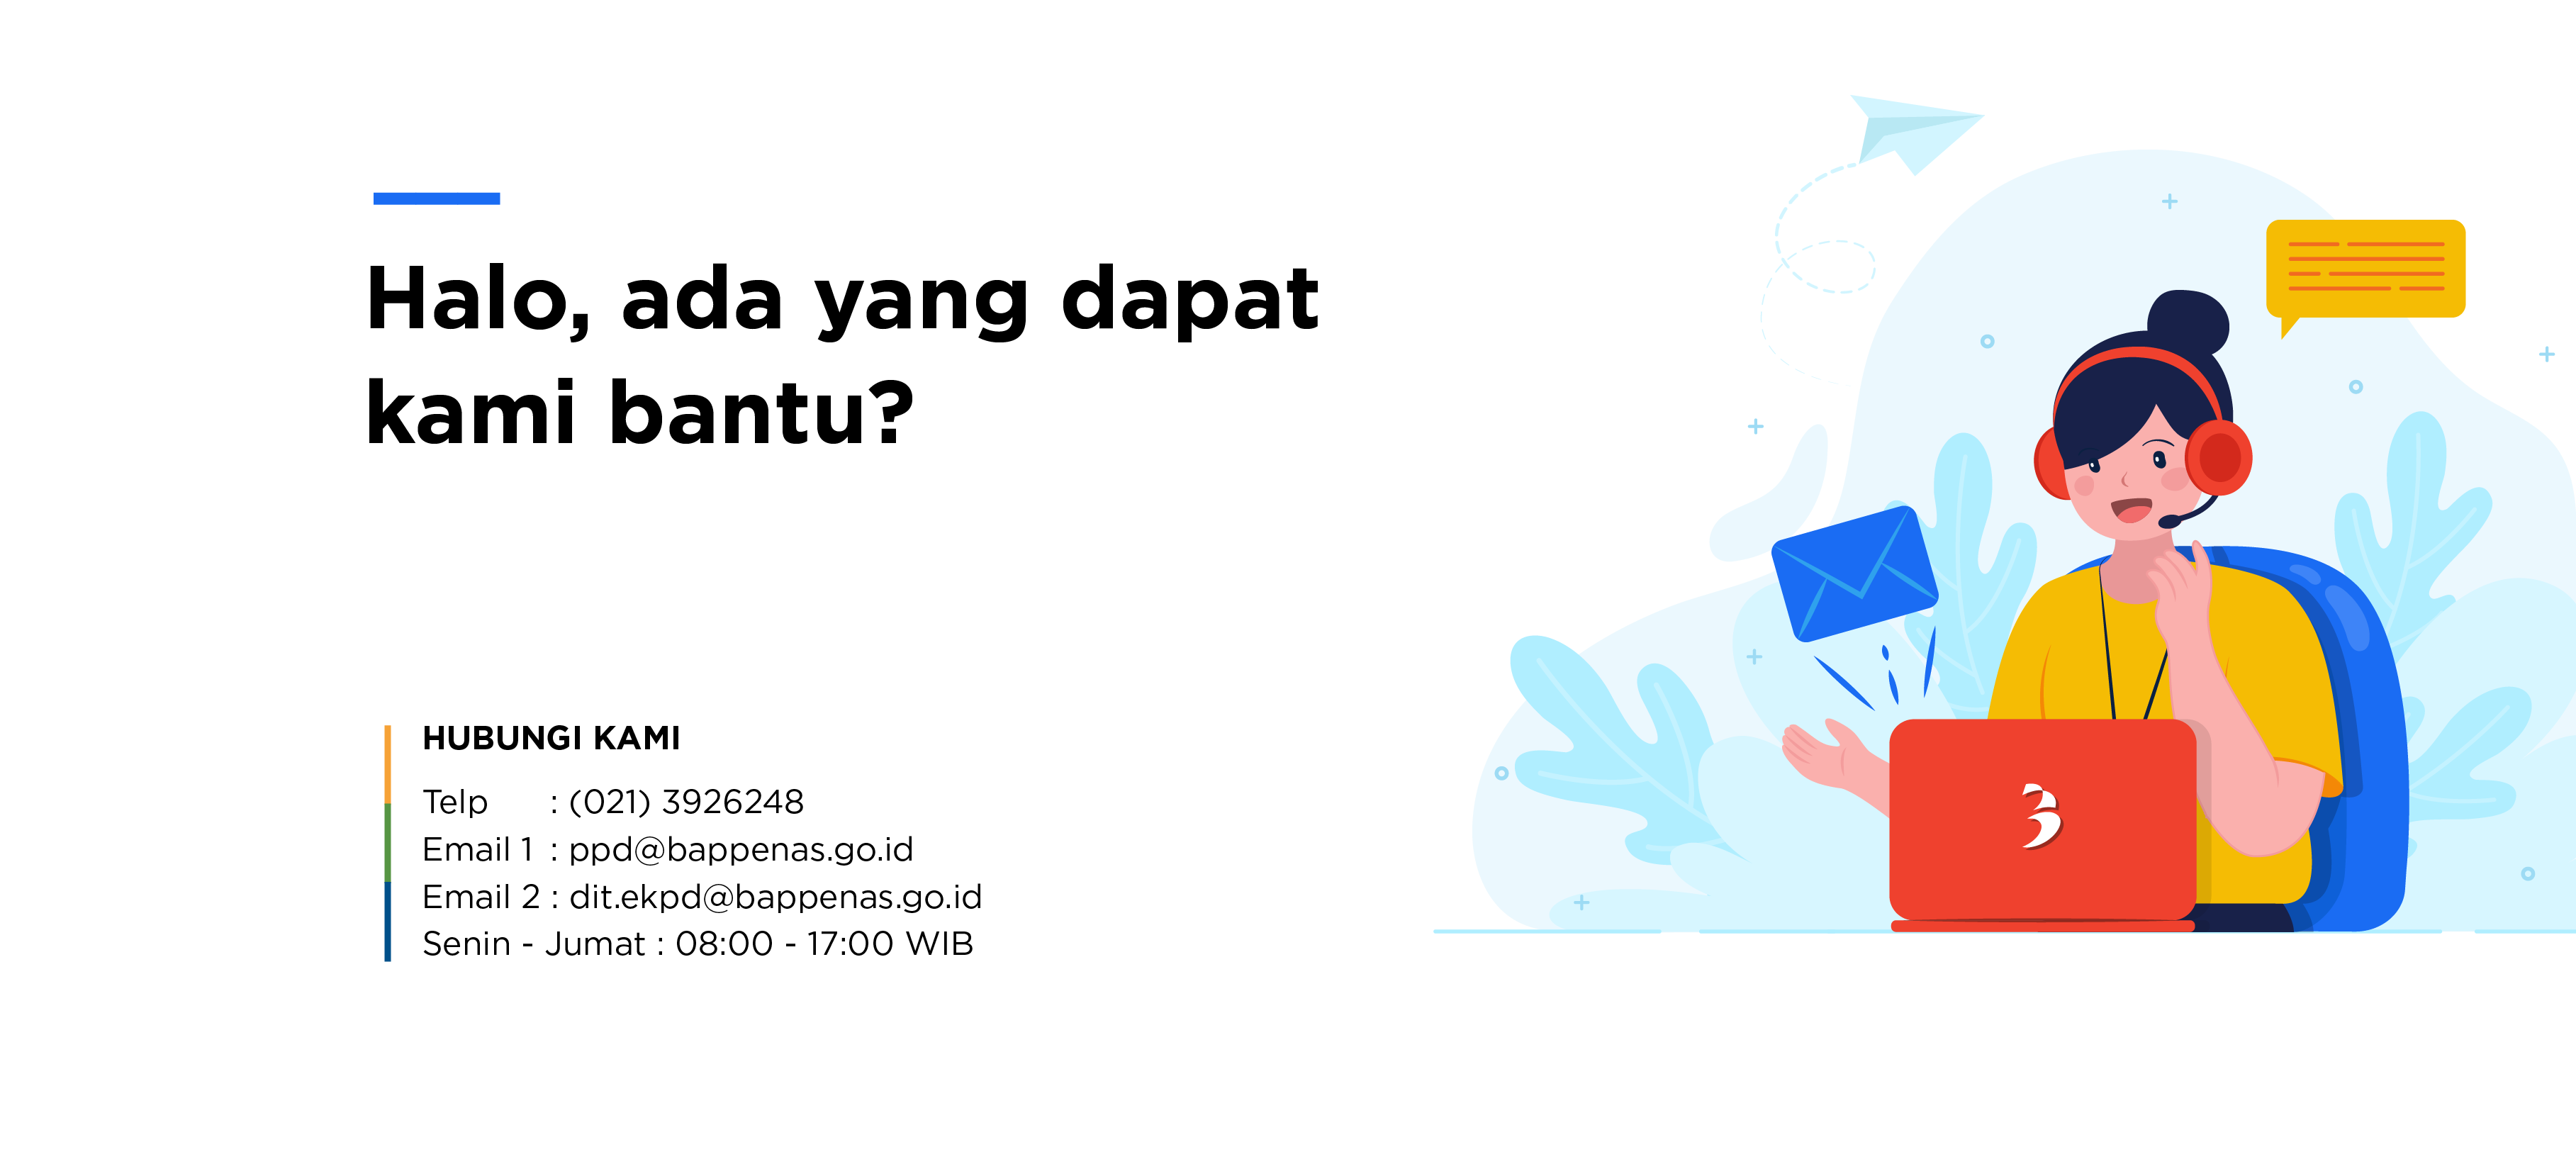 Halo, ada yang dapat
kami bantu?
HUBUNGI KAMI
Telp : (021) 3926248
Email 1 : ppd@bappenas.go.id
Email 2 : dit.ekpd@bappenas.go.id
Senin - Jumat : 08:00 - 17:00 WIB